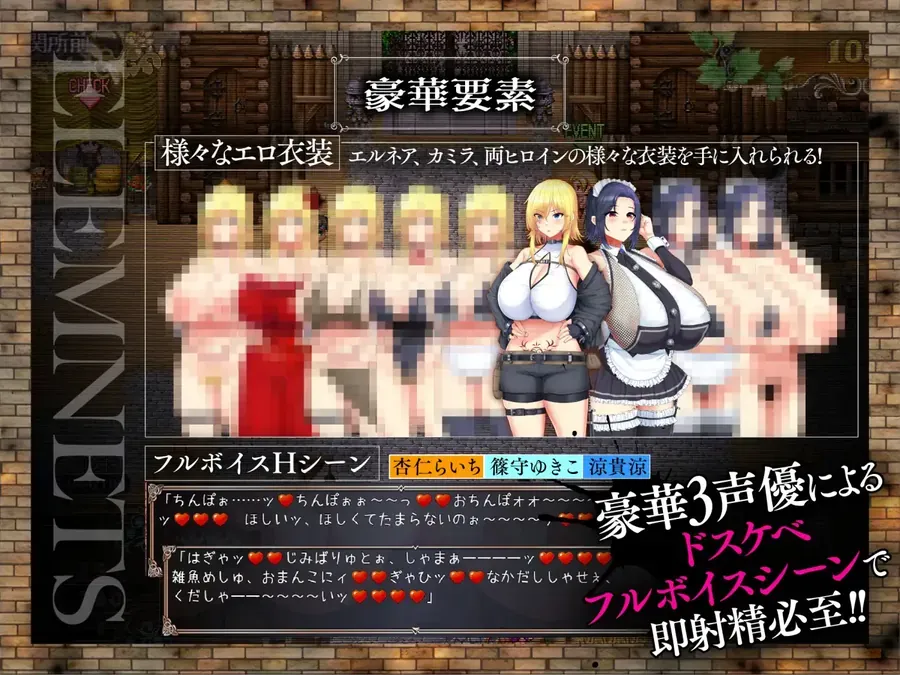 関所前
CHECK
10
EVENT
豪華要素
様々なエロ衣装
エルネア、カミラ、両ヒロインの様々な衣装を手に入れられる!
ELEMNETS
フルボイスHシーン
杏仁らいち
篠守ゆきこ
涼貴涼
「ちんぽぉ……ッ♥ちんぽぉぉ〜〜っ♥♥おちんぽォォ〜〜〜
ッ♥♥♥ ほしいッ、ほしくてたまらないのぉ〜〜〜〜ッ♥♥
「はぎゃッ♥♥じみばりゅとぉ、しゃまぁーーーーッ♥♥♥♥
雑魚めしゅ、おまんこにィ♥♥ぎゃひッ♥♥なかだししゃせぇ、
くだしゃーー〜〜〜〜いッ♥♥♥♥」
豪華3声優による
ドスケベ
フルボイスシーンで
即射精必至!!